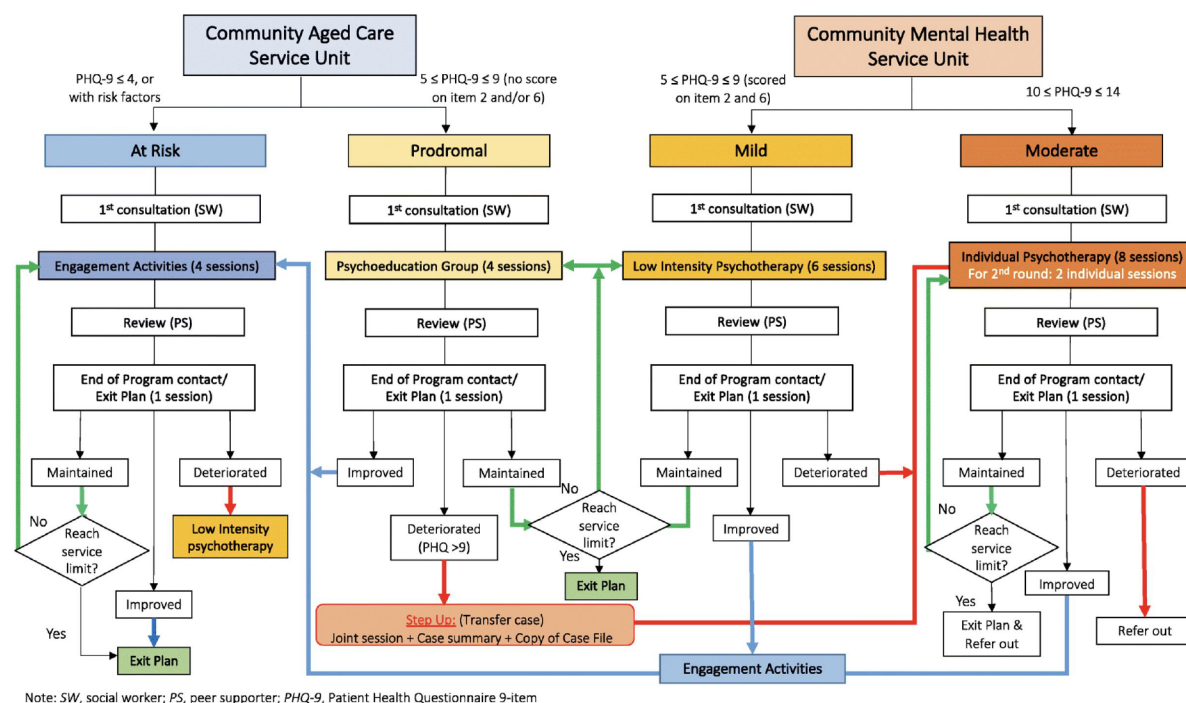 Community Aged Care
Service Unit
Community Mental Health
Service Unit
PHQ-9 ≤ 4, or
with risk factors
5 ≤ PHQ-9 ≤ 9 (no score
on item 2 and/or 6)
5 ≤ PHQ-9 ≤ 9 (scored
on item 2 and 6)
10 ≤ PHQ-9 ≤ 14
At Risk
Prodromal
Mild
Moderate
1st consultation (SW)
1st consultation (SW)
1st consultation (SW)
1st consultation (SW)
Engagement Activities (4 sessions)
Psychoeducation Group (4 sessions)
Low Intensity Psychotherapy (6 sessions)
Individual Psychotherapy (8 sessions)
For 2nd round: 2 individual sessions
Review (PS)
Review (PS)
Review (PS)
Review (PS)
End of Program contact/
Exit Plan (1 session)
End of Program contact/
Exit Plan (1 session)
End of Program contact/
Exit Plan (1 session)
End of Program contact/
Exit Plan (1 session)
Maintained
Deteriorated
Improved
Maintained
Maintained
Deteriorated
Maintained
Deteriorated
No
Reach
service
limit?
Low Intensity
psychotherapy
Deteriorated
(PHQ >9)
No
Reach
service
limit?
Yes
Improved
No
Reach
service
limit?
Improved
Exit Plan
Improved
Yes
Exit Plan
Step Up: (Transfer case)
Joint session + Case summary + Copy of Case File
Yes
Exit Plan &
Refer out
Refer out
Engagement Activities
Note: SW, social worker; PS, peer supporter; PHQ-9, Patient Health Questionnaire 9-item